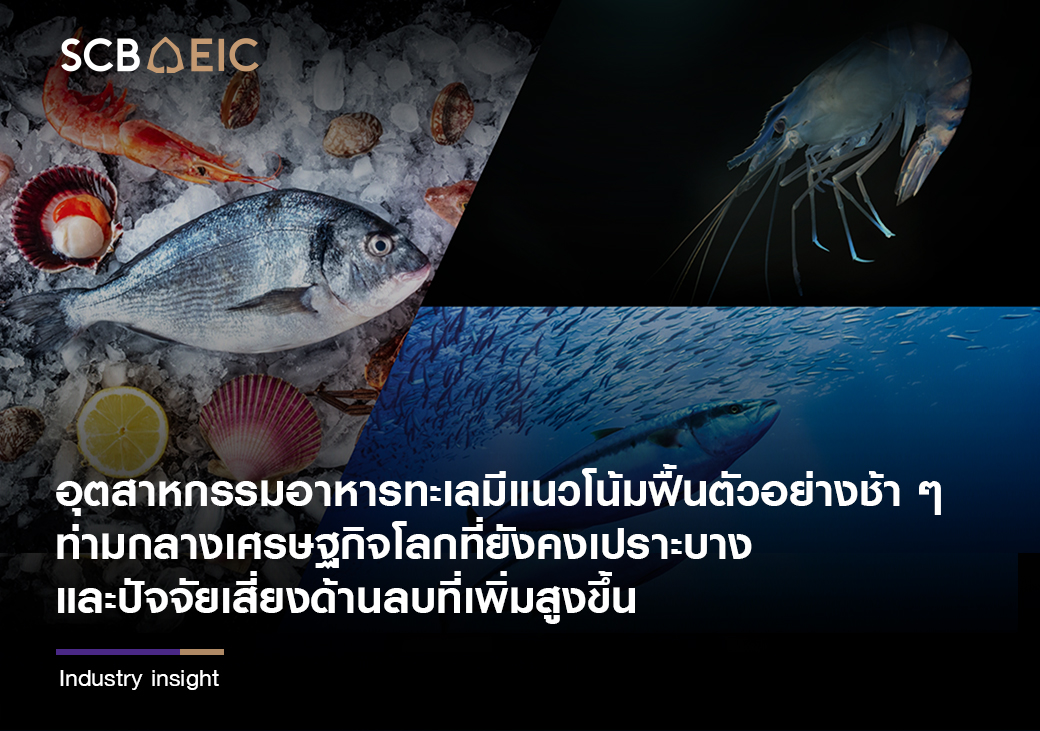 SCB EIC
อุตสาหกรรมอาหารทะเลมีแนวโน้มฟื้นตัวอย่างช้า ๆ
ท่ามกลางเศรษฐกิจโลกที่ยังคงเปราะบาง
และปัจจัยเสี่ยงด้านลบที่เพิ่มสูงขึ้น
Industry insight